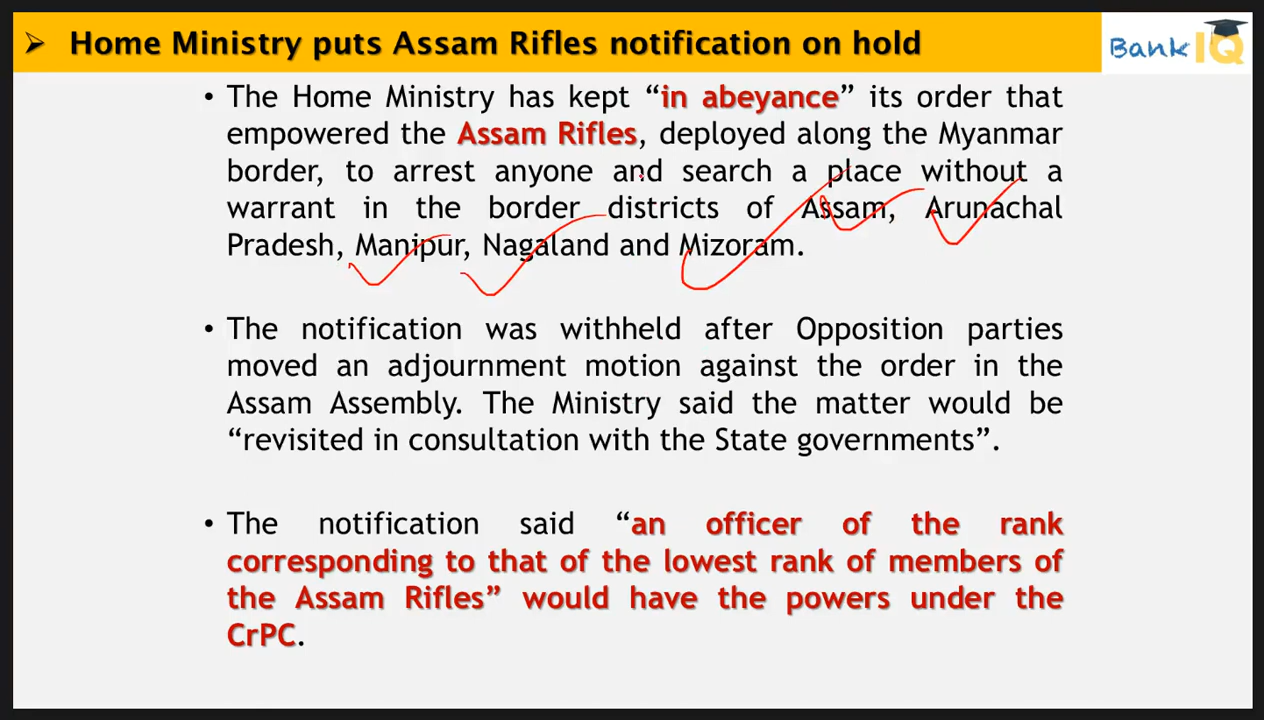 ➤ Home Ministry puts Assam Rifles notification on hold
Bank IQ
• The Home Ministry has kept “in abeyance” its order that
empowered the Assam Rifles, deployed along the Myanmar
border, to arrest anyone and search a place without a
warrant in the border districts of Assam, Arunachal
Pradesh, Manipur, Nagaland and Mizoram.
• The notification was withheld after Opposition parties
moved an adjournment motion against the order in the
Assam Assembly. The Ministry said the matter would be
“revisited in consultation with the State governments”.
• The notification said “an officer of the rank
corresponding to that of the lowest rank of members of
the Assam Rifles” would have the powers under the
CrPC.